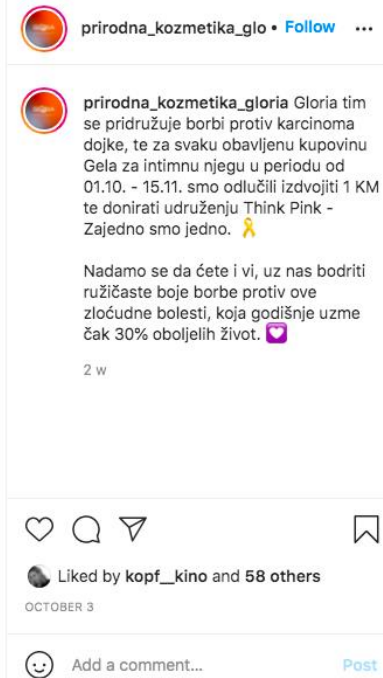 prirodna_kozmetika_glo • Follow ...
prirodna_kozmetika_gloria Gloria tim
se pridružuje borbi protiv karcinoma
dojke, te za svaku obavljenu kupovinu
Gela za intimnu njegu u periodu od
01.10. - 15.11. smo odlučili izdvojiti 1 KM
te donirati udruženju Think Pink -
Zajedno smo jedno. 🎗️
Nadamo se da ćete i vi, uz nas bodriti
ružičaste boje borbe protiv ove
zloćudne bolesti, koja godišnje uzme
čak 30% oboljelih život. 💟
2 w
Liked by kopf__kino and 58 others
OCTOBER 3
Add a comment...
Post